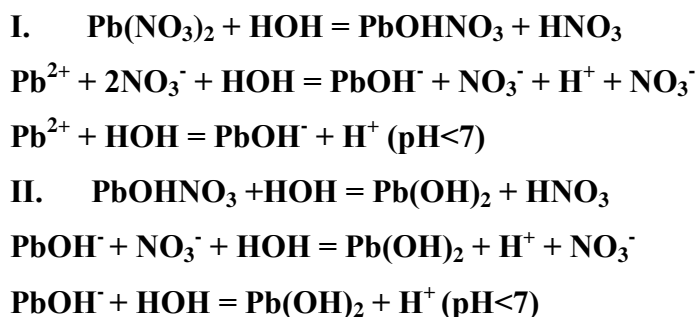 I. Pb(NO₃)₂ + HOH = PbOHNO₃ + HNO₃
Pb²⁺ + 2NO₃⁻ + HOH = PbOH⁻ + NO₃⁻ + H⁺ + NO₃⁻
Pb²⁺ + HOH = PbOH⁻ + H⁺ (pH<7)
II. PbOHNO₃ +HOH = Pb(OH)₂ + HNO₃
PbOH⁻ + NO₃⁻ + HOH = Pb(OH)₂ + H⁺ + NO₃⁻
PbOH⁻ + HOH = Pb(OH)₂ + H⁺ (pH<7)